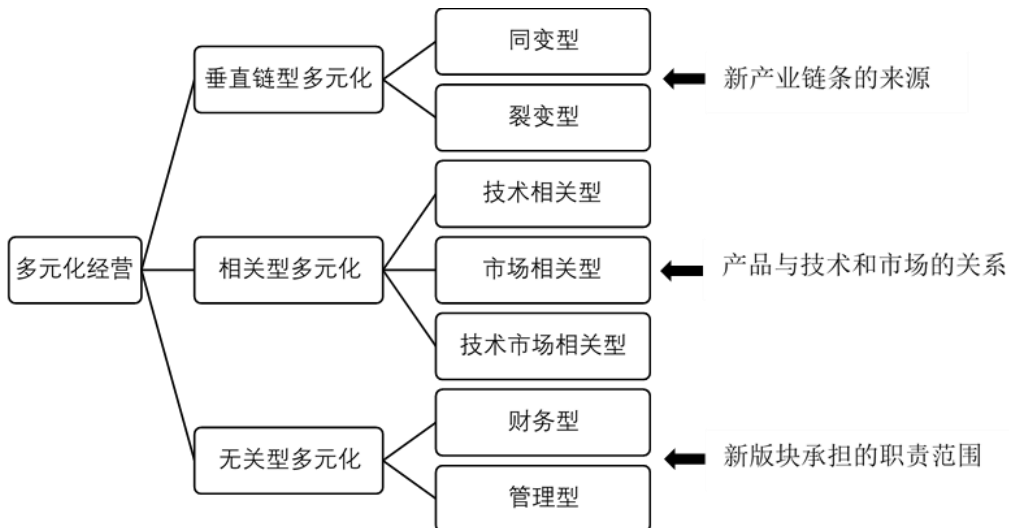 同变型
垂直链型多元化
新产业链条的来源
裂变型
技术相关型
多元化经营
相关型多元化
市场相关型
产品与技术和市场的关系
技术市场相关型
财务型
无关型多元化
新版块承担的职责范围
管理型